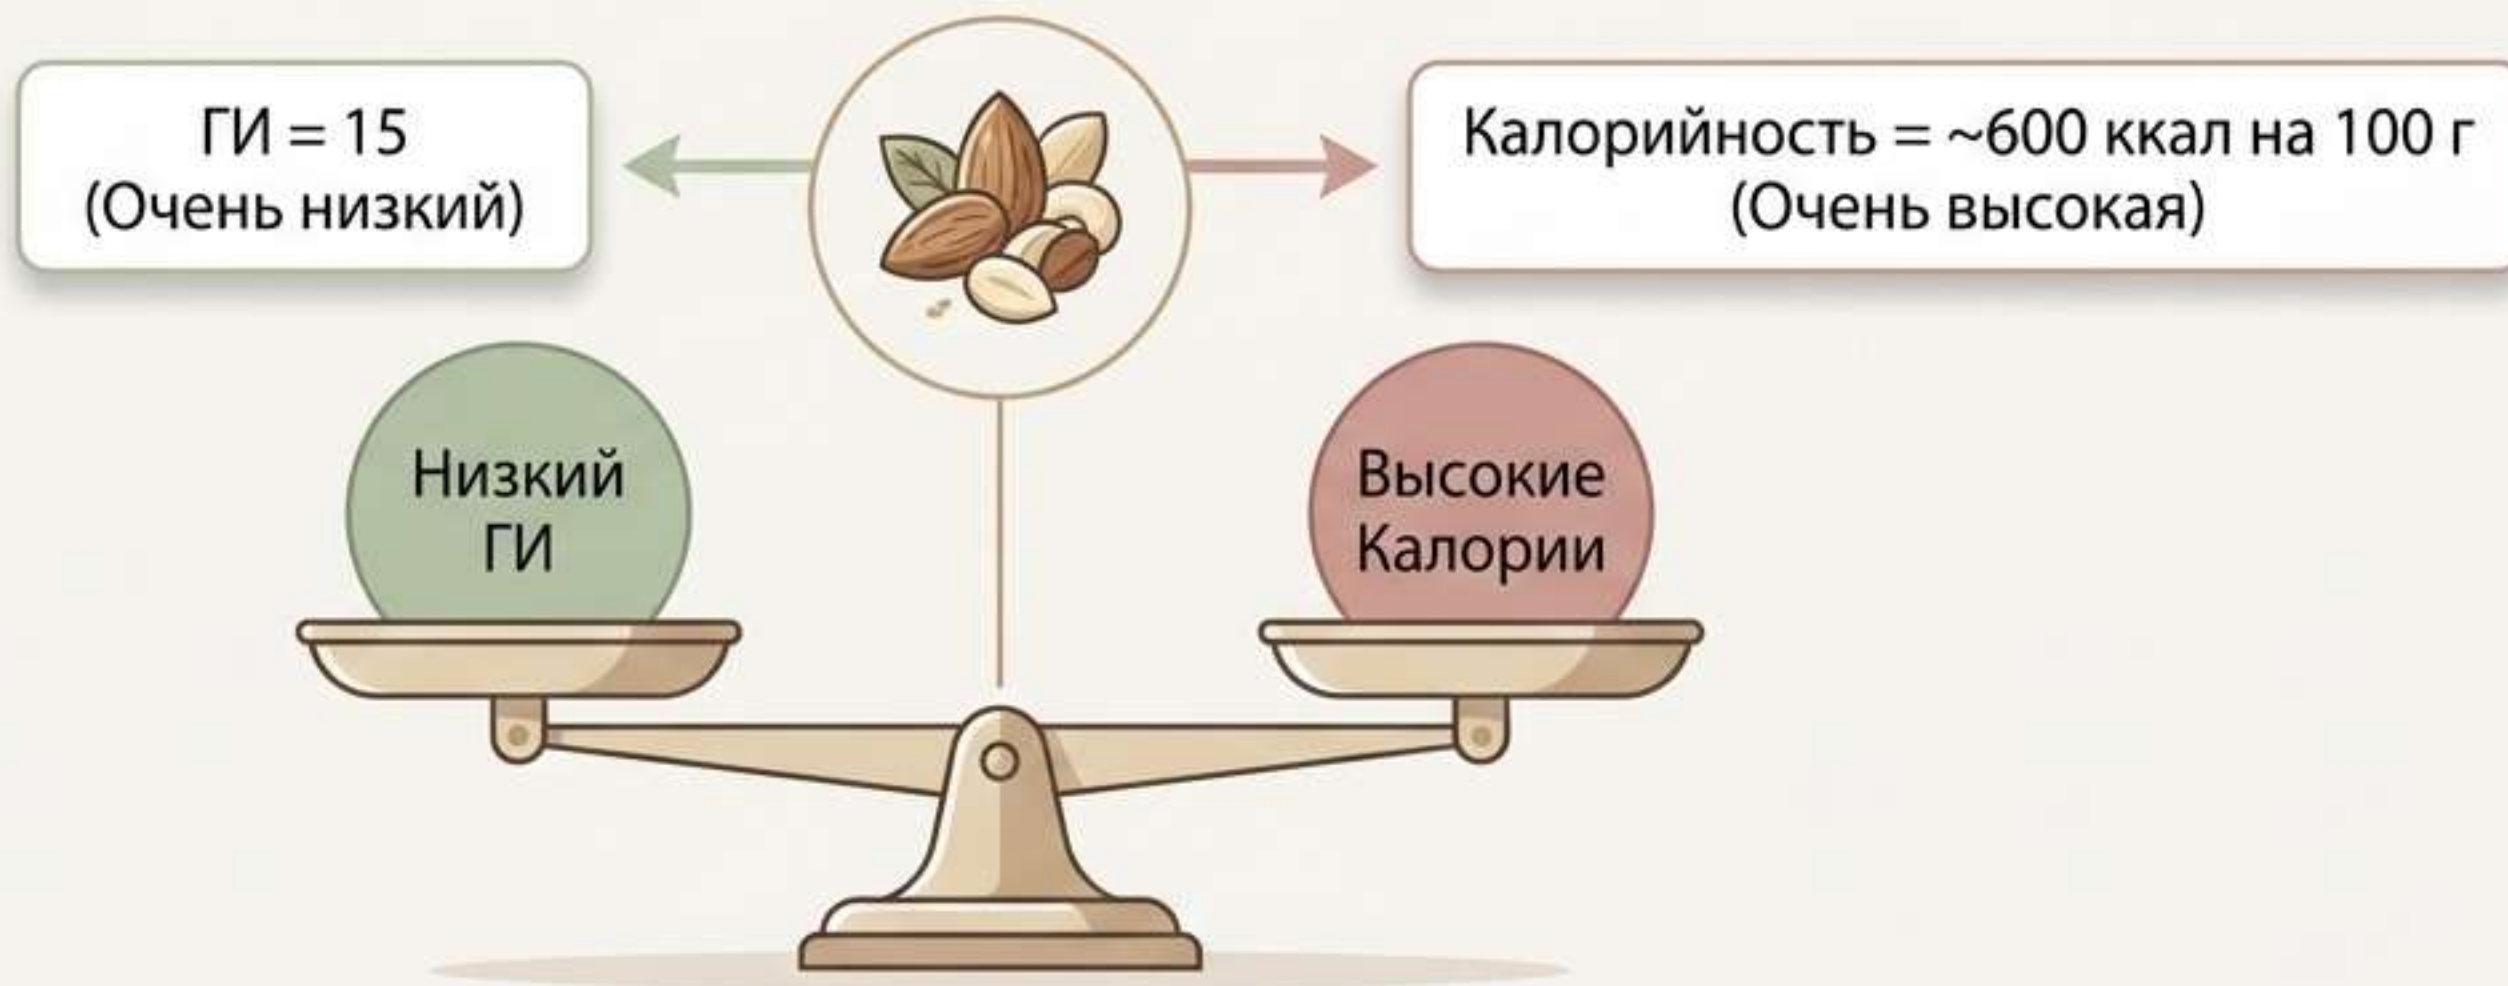 ГИ = 15
(Очень низкий)
Калорийность = ~600 ккал на 100 г
(Очень высокая)
Низкий
ГИ
Высокие
Калории